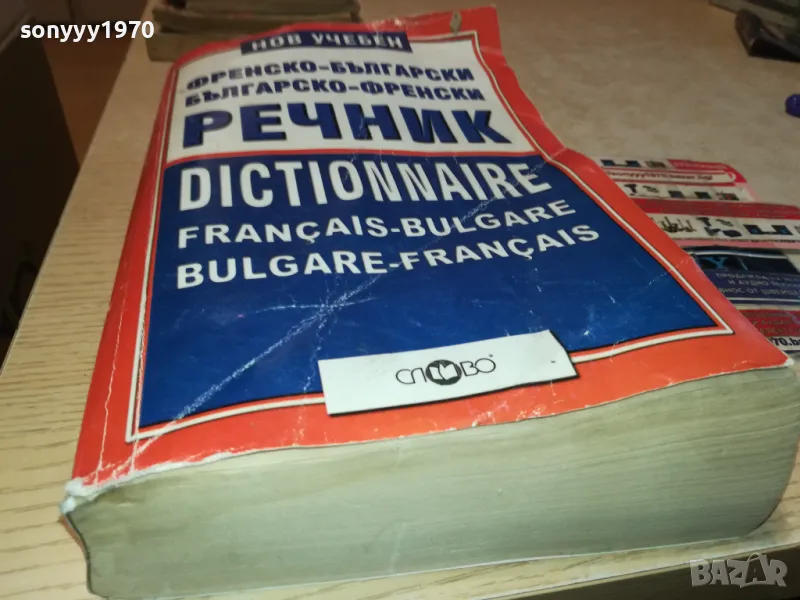 sonyyy1970
НОВ УЧЕБЕН
ФРЕНСКО-БЪЛГАРСКИ
БЪЛГАРСКО-ФРЕНСКИ
РЕЧНИК
DICTIONNAIRE
FRANÇAIS-BULGARE
BULGARE-FRANÇAIS
СЛОВО
BAZAR